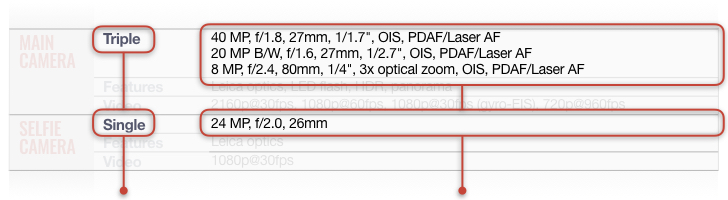 MAIN CAMERA
Triple
40 MP, f/1.8, 27mm, 1/1.7", OIS, PDAF/Laser AF
20 MP B/W, f/1.6, 27mm, 1/2.7", OIS, PDAF/Laser AF
8 MP, f/2.4, 80mm, 1/4", 3x optical zoom, OIS, PDAF/Laser AF
Features
Leica optics, LED flash, HDR, panorama
Video
2160p@30fps, 1080p@60fps, 1080p@30fps (gyro-EIS), 720p@960fps
SELFIE CAMERA
Single
24 MP, f/2.0, 26mm
Features
Leica optics
Video
1080p@30fps